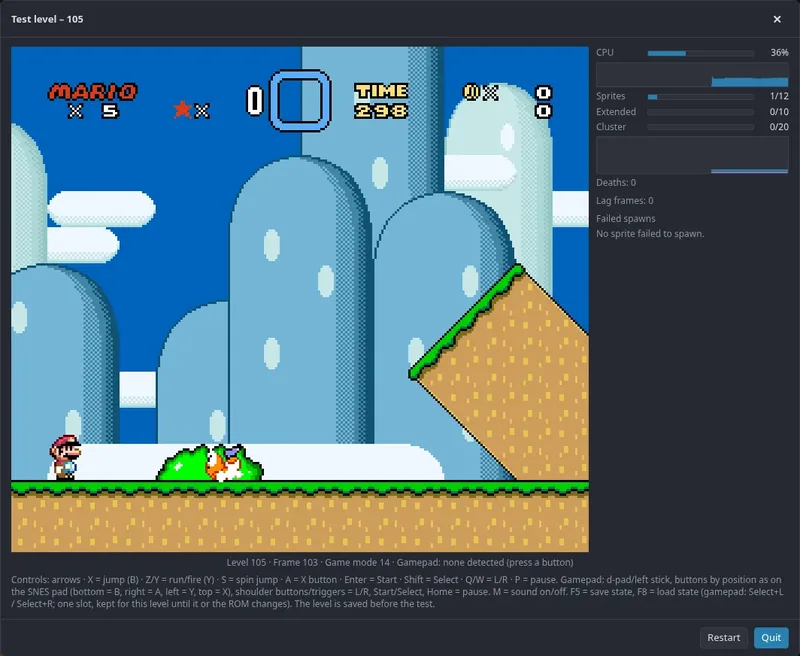 Test level – 105
MARIO
X 5
★X
0
TIME
298
X 0
0
CPU 36%
Sprites 1/12
Extended 0/10
Cluster 0/20
Deaths: 0
Lag frames: 0
Failed spawns
No sprite failed to spawn.
Level 105 · Frame 103 · Game mode 14 · Gamepad: none detected (press a button)
Controls: arrows · X = jump (B) · Z/Y = run/fire (Y) · S = spin jump · A = X button · Enter = Start · Shift = Select · Q/W = L/R · P = pause. Gamepad: d-pad/left stick, buttons by position as on
the SNES pad (bottom = B, right = A, left = Y, top = X), shoulder buttons/triggers = L/R, Start/Select, Home = pause. M = sound on/off. F5 = save state, F8 = load state (gamepad: Select+L
/ Select+R; one slot, kept for this level until it or the ROM changes). The level is saved before the test.
Restart
Quit